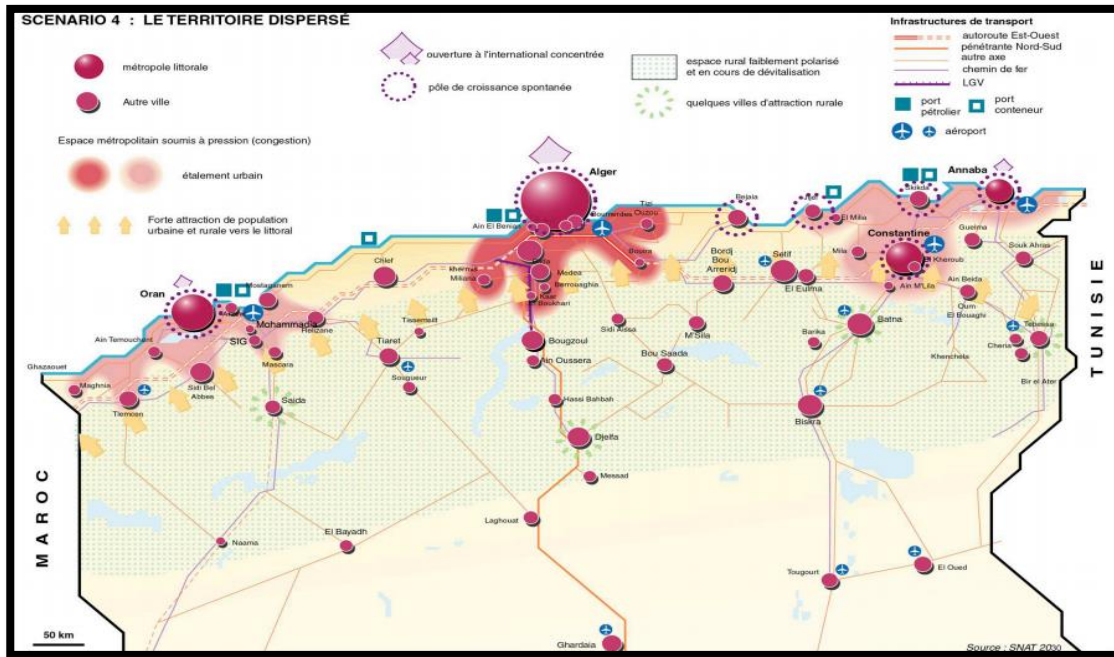 SCENARIO 4 : LE TERRITOIRE DISPERSÉ
métropole littorale
Autre ville
ouverture à l'international concentrée
pôle de croissance spontanée
espace rural faiblement polarisé
et en cours de dévitalisation
quelques villes d'attraction rurale
Espace métropolitain soumis à pression (congestion)
étalement urbain
Forte attraction de population
urbaine et rurale vers le littoral
Infrastructures de transport
autoroute Est-Ouest
pénétrante Nord-Sud
autre axe
chemin de fer
LGV
port
pétrolier
port
conteneur
aéroport
Alger
Annaba
Skikda
Bejaia
Tizi
Ouzou
Boumerdes
Ain El Benian
El Milia
Constantine
Guelma
Souk Ahras
Mila
El Kheroub
Bouira
Bordj
Bou
Arreridj
Setif
El Eulma
Ain M'Lila
Ain Beida
Oum
El Bouaghi
Chlef
Khemis
Miliana
Medea
Berrouaghia
Ksar
Boukhari
Oran
Mostaganem
Mohammadia
SIG
Relizane
Tissemsilt
Ain Temouchant
Mascara
Tiaret
Sougueur
Bougzoul
Ain Oussera
Sidi Aissa
M'Sila
Bou Saada
Barika
Batna
Khenchela
Tebessa
Cheria
Bir el Ater
Ghazaouet
Maghnia
Tlemcen
Sidi Bel
Abbes
Saida
Hassi Bahbah
Djelfa
Messad
Biskra
Laghouat
Naama
El Bayadh
Tougourt
El Oued
Ghardaia
MAROC
TUNISIE
50 km
Source : SNAT 2030